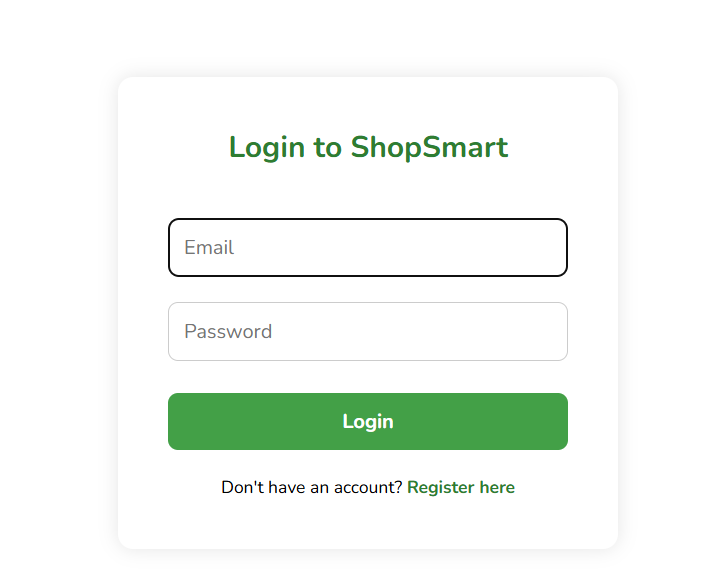 Login to ShopSmart
Email
Password
Login
Don't have an account? Register here